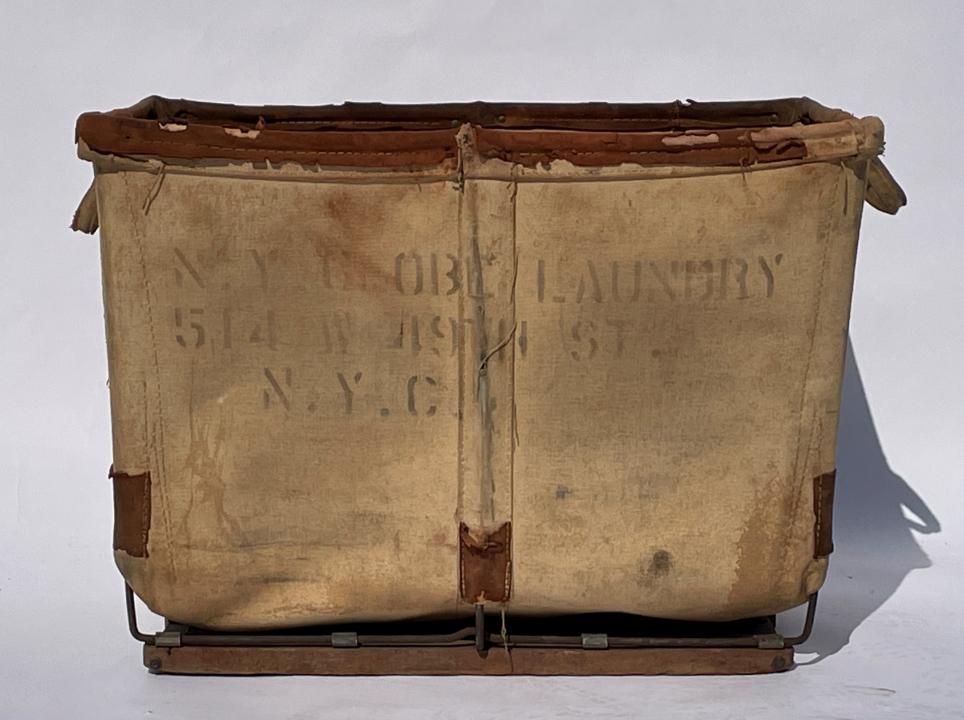 N.Y. GLOBE LAUNDRY
514 W 49TH ST.
N.Y.C.